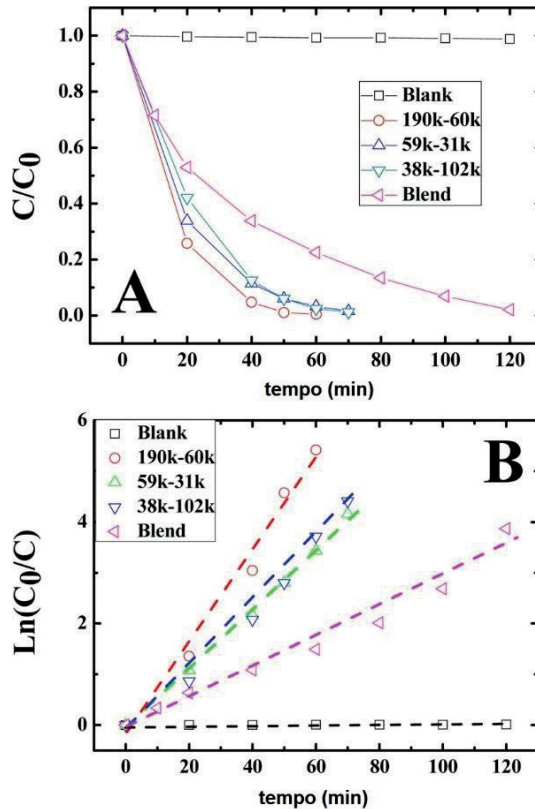 C/C0
1.0
0.8
0.6
0.4
0.2
0.0
Blank
190k-60k
59k-31k
38k-102k
Blend
A
0 20 40 60 80 100 120
tempo (min)
Ln(C0/C)
6
4
2
0
Blank
190k-60k
59k-31k
38k-102k
Blend
B
0 20 40 60 80 100 120
tempo (min)